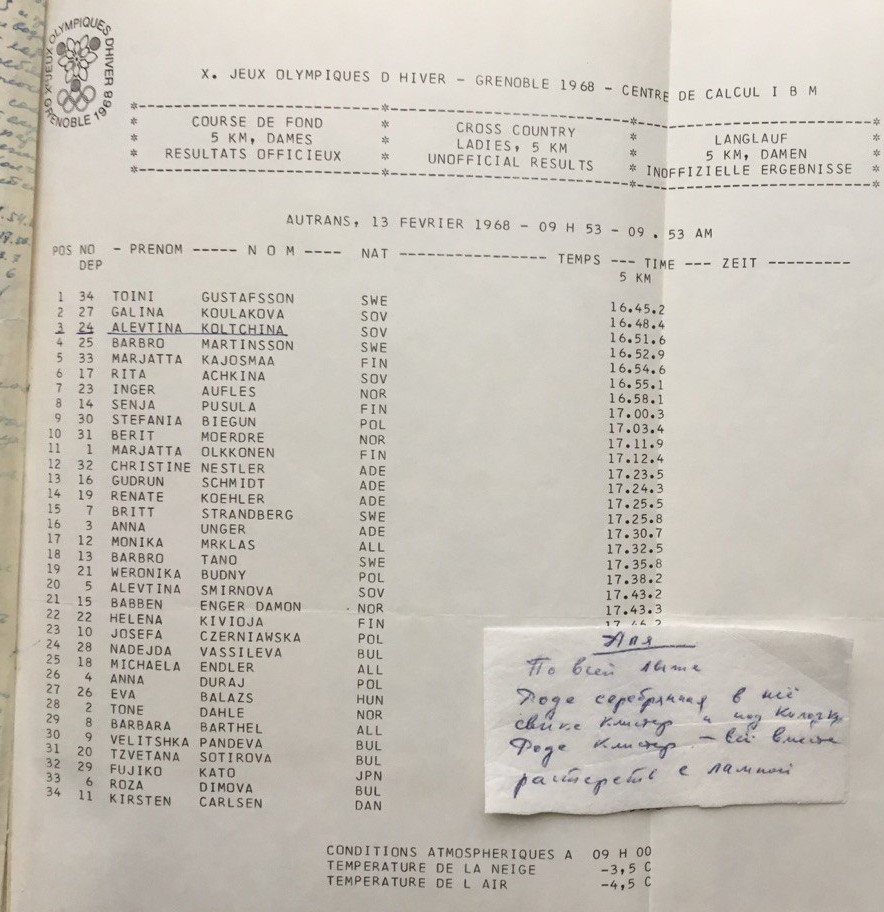 X JEUX OLYMPIQUES D'HIVER
GRENOBLE 1968
X. JEUX OLYMPIQUES D HIVER - GRENOBLE 1968 - CENTRE DE CALCUL I B M
COURSE DE FOND * CROSS COUNTRY * LANGLAUF
5 KM, DAMES * LADIES, 5 KM * 5 KM, DAMEN
RESULTATS OFFICIEUX * UNOFFICIAL RESULTS * INOFFIZIELLE ERGEBNISSE
AUTRANS, 13 FEVRIER 1968 - 09 H 53 - 09 . 53 AM
POS NO - PRENOM ----- N O M ---- NAT ---------------- TEMPS --- TIME --- ZEIT ---------
DEP 5 KM
1 34 TOINI GUSTAFSSON SWE 16.45.2
2 27 GALINA KOULAKOVA SOV 16.48.4
3 24 ALEVTINA KOLTCHINA SOV 16.51.6
4 25 BARBRO MARTINSSON SWE 16.52.9
5 33 MARJATTA KAJOSMAA FIN 16.54.6
6 17 RITA ACHKINA SOV 16.55.1
7 23 INGER AUFLES NOR 16.58.1
8 14 SENJA PUSULA FIN 17.00.3
9 30 STEFANIA BIEGUN POL 17.03.4
10 31 BERIT MOERDRE NOR 17.11.9
11 1 MARJATTA OLKKONEN FIN 17.12.4
12 32 CHRISTINE NESTLER ADE 17.23.5
13 16 GUDRUN SCHMIDT ADE 17.24.3
14 19 RENATE KOEHLER ADE 17.25.5
15 7 BRITT STRANDBERG SWE 17.25.8
16 3 ANNA UNGER ADE 17.30.7
17 12 MONIKA MRKLAS ALL 17.32.5
18 13 BARBRO TANO SWE 17.35.8
19 21 WERONIKA BUDNY POL 17.38.2
20 5 ALEVTINA SMIRNOVA SOV 17.43.2
21 15 BABBEN ENGER DAMON NOR 17.43.3
22 22 HELENA KIVIOJA FIN
23 10 JOSEFA CZERNIAWSKA POL
24 28 NADEJDA VASSILEVA BUL
25 18 MICHAELA ENDLER ALL
26 4 ANNA DURAJ POL
27 26 EVA BALAZS HUN
28 2 TONE DAHLE NOR
29 8 BARBARA BARTHEL ALL
30 9 VELITSHKA PANDEVA BUL
31 20 TZVETANA SOTIROVA BUL
32 29 FUJIKO KATO JPN
33 6 ROZA DIMOVA BUL
34 11 KIRSTEN CARLSEN DAN
Аля
По всей лыже
Роде серебрянная в неё
клистер и под колодку
Роде клистер - всё вместе
растереть с лампой
CONDITIONS ATMOSPHERIQUES A 09 H 00
TEMPERATURE DE LA NEIGE -3,5 C
TEMPERATURE DE L AIR -4,5 C